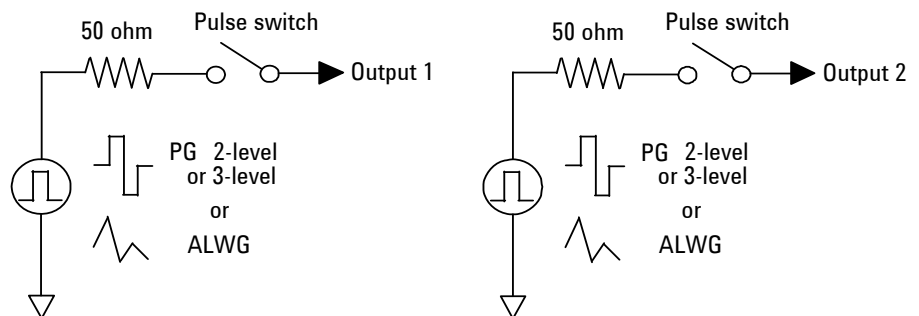 50 ohm
Pulse switch
Output 1
PG 2-level
or 3-level
or
ALWG
50 ohm
Pulse switch
Output 2
PG 2-level
or 3-level
or
ALWG